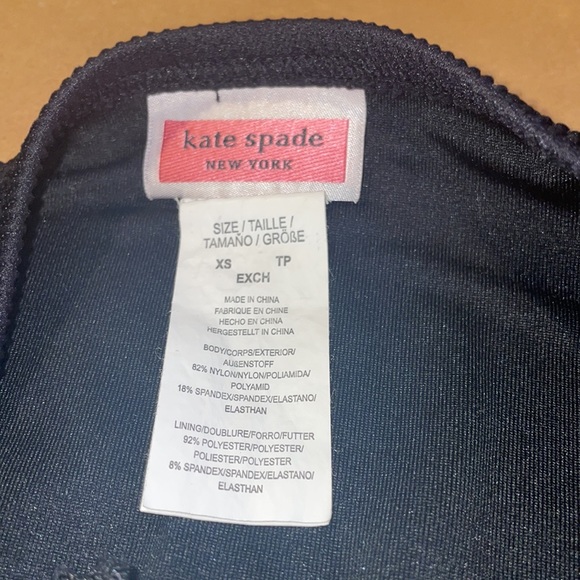 kate spade
NEW YORK
SIZE / TAILLE /
TAMAÑO / GRÖßE
XS TP
EXCH
MADE IN CHINA
FABRIQUE EN CHINE
HECHO EN CHINA
HERGESTELLT IN CHINA
BODY/CORPS/EXTERIOR/
AUßENSTOFF
82% NYLON/NYLON/POLIAMIDA/
POLYAMID
18% SPANDEX/SPANDEX/ELASTANO/
ELASTHAN
LINING/DOUBLURE/FORRO/FUTTER
92% POLYESTER/POLYESTER/
POLIESTER/POLYESTER
8% SPANDEX/SPANDEX/ELASTANO/
ELASTHAN